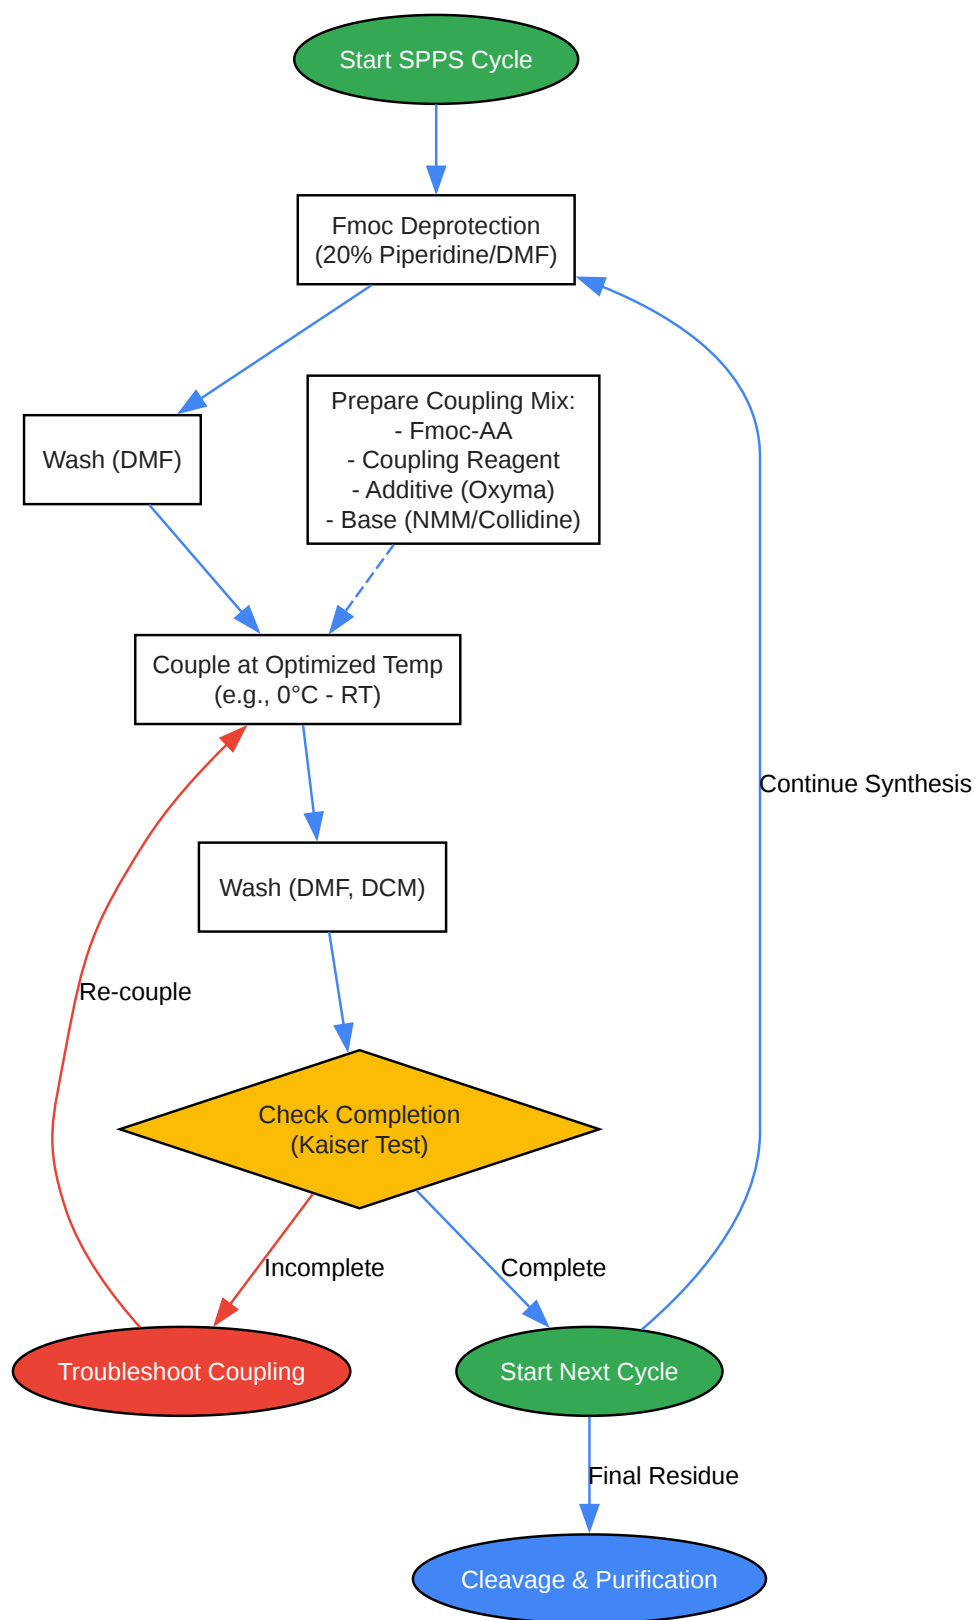 Start SPPS Cycle
Fmoc Deprotection
(20% Piperidine/DMF)
Wash (DMF)
Prepare Coupling Mix:
- Fmoc-AA
- Coupling Reagent
- Additive (Oxyma)
- Base (NMM/Collidine)
Couple at Optimized Temp
(e.g., 0°C - RT)
Continue Synthesis
Wash (DMF, DCM)
Re-couple
Check Completion
(Kaiser Test)
Incomplete
Complete
Troubleshoot Coupling
Start Next Cycle
Final Residue
Cleavage & Purification